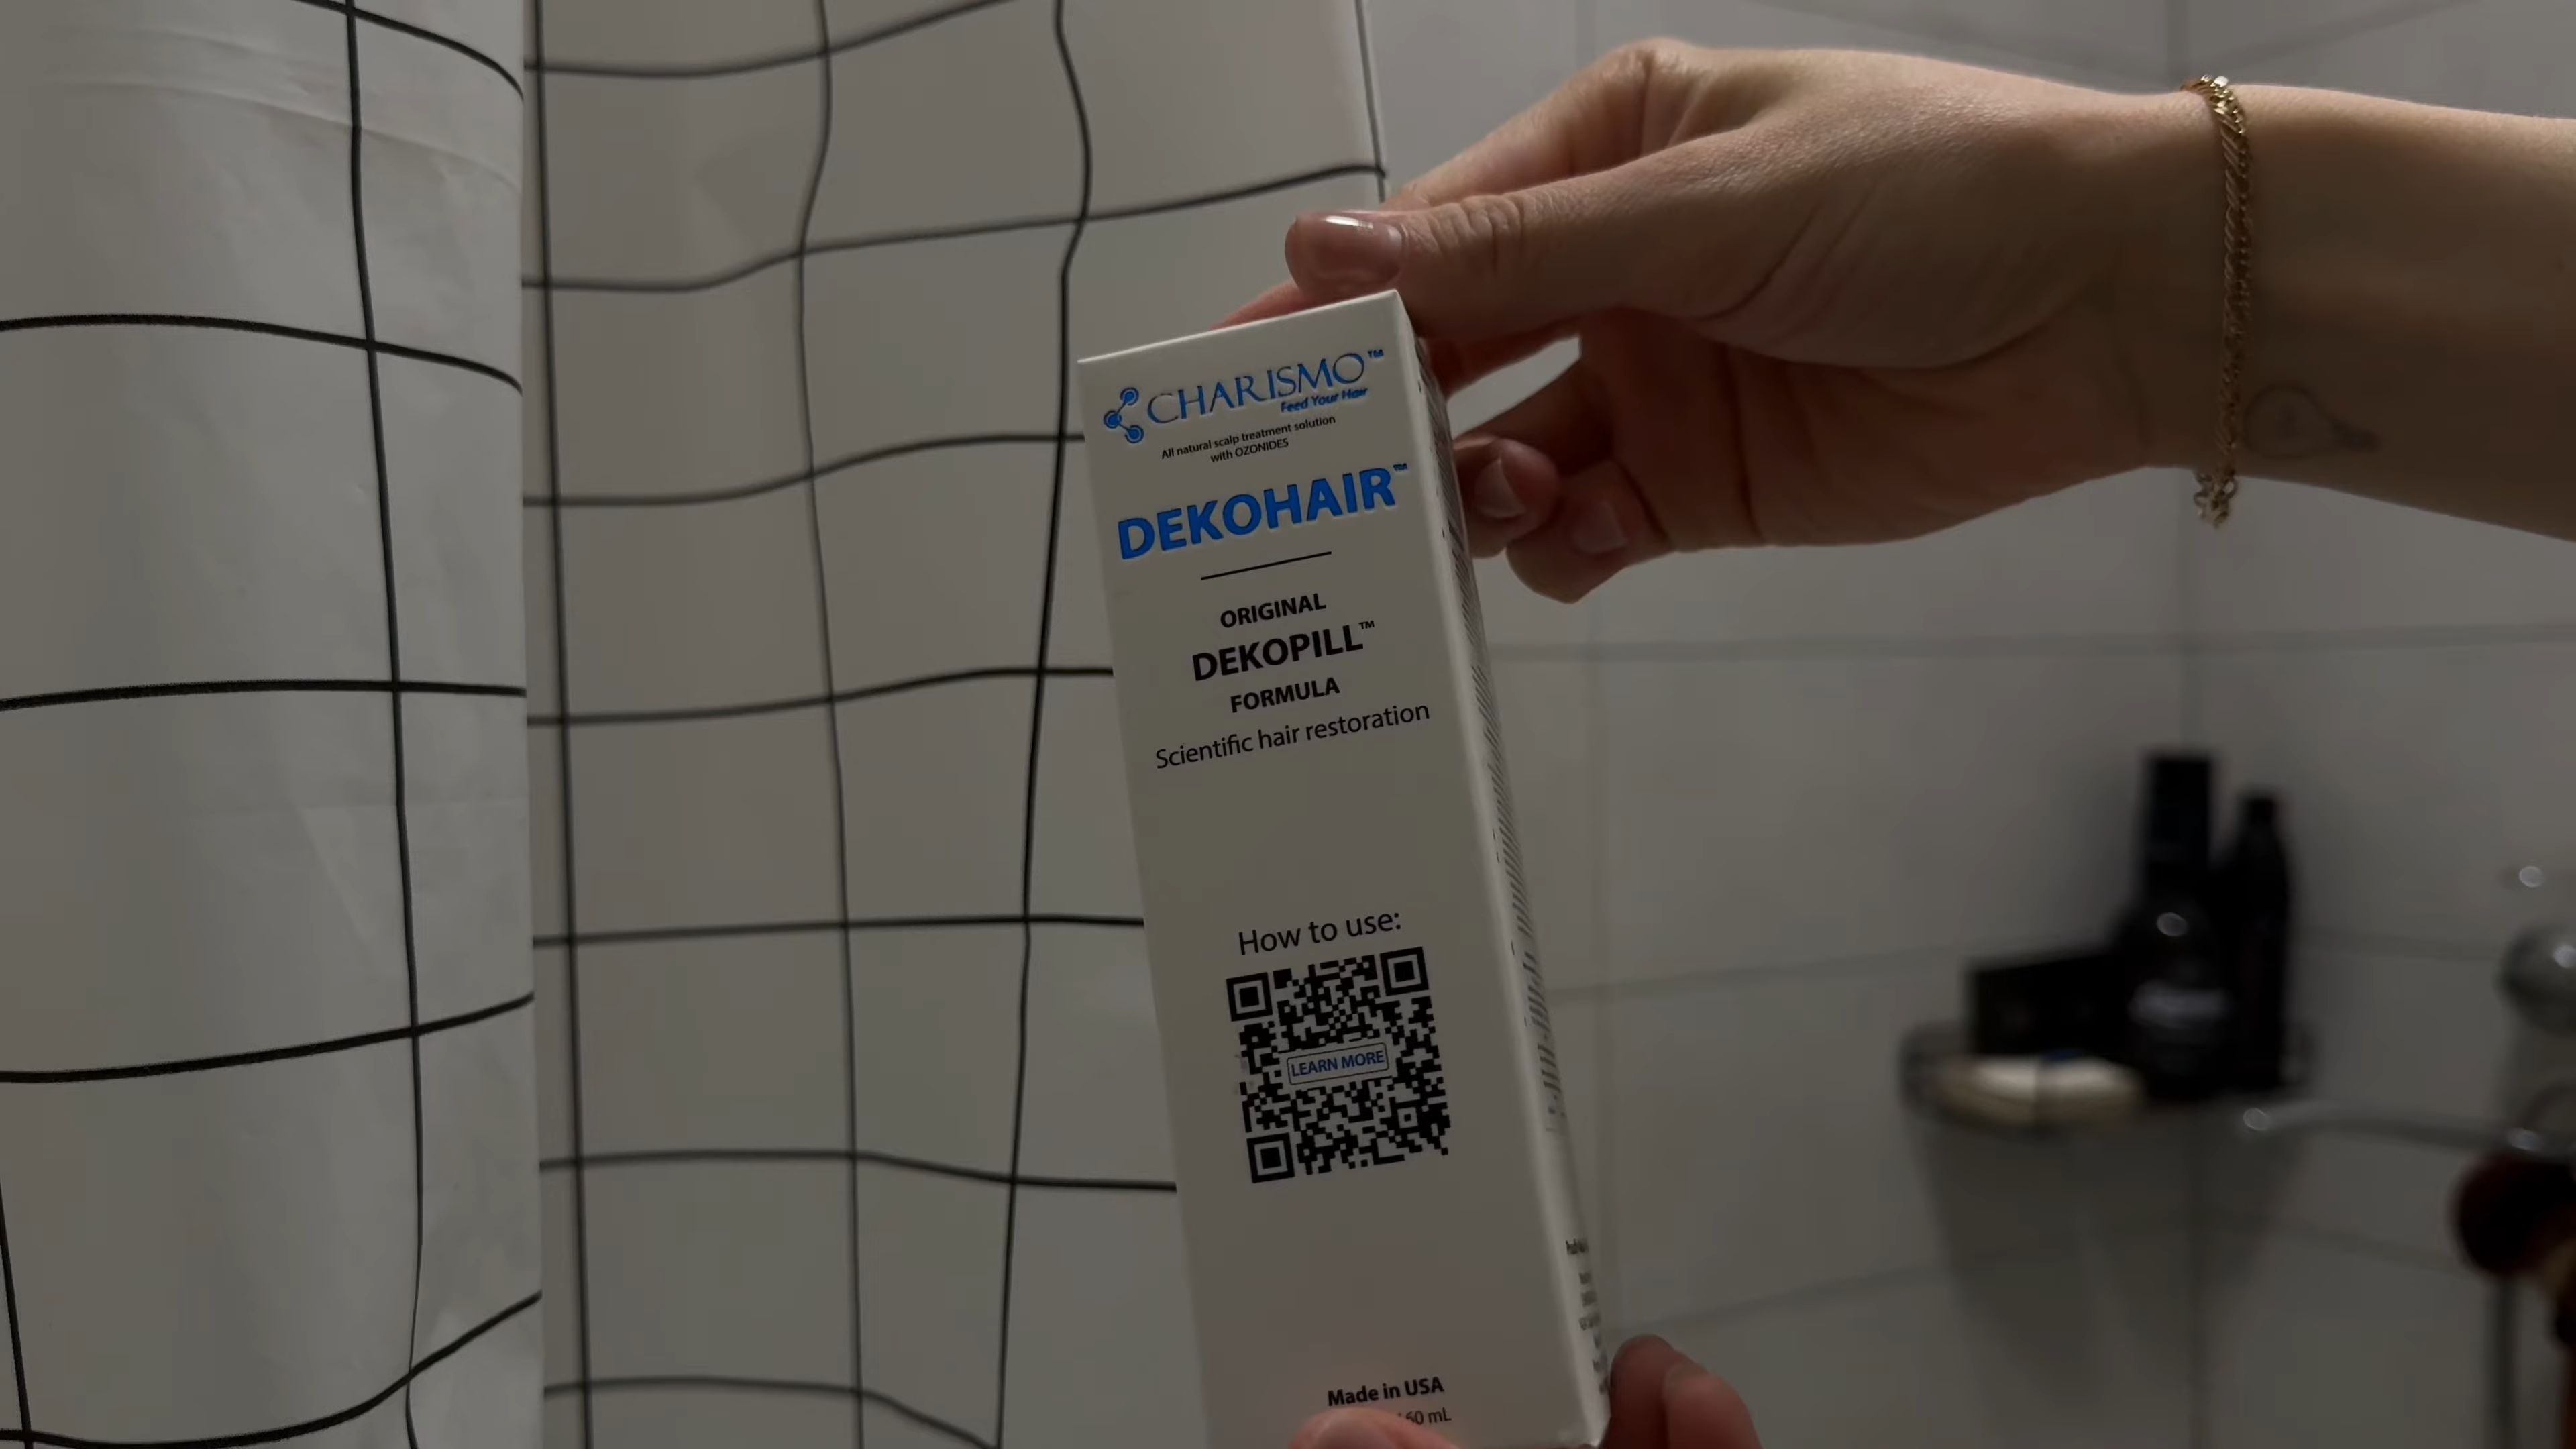 CHARISMO™
Feed Your Hair
All natural scalp treatment solution
with OZONIDES
DEKOHAIR™
ORIGINAL
DEKOPILL™
FORMULA
Scientific hair restoration
How to use:
LEARN MORE
Made in USA
60 mL